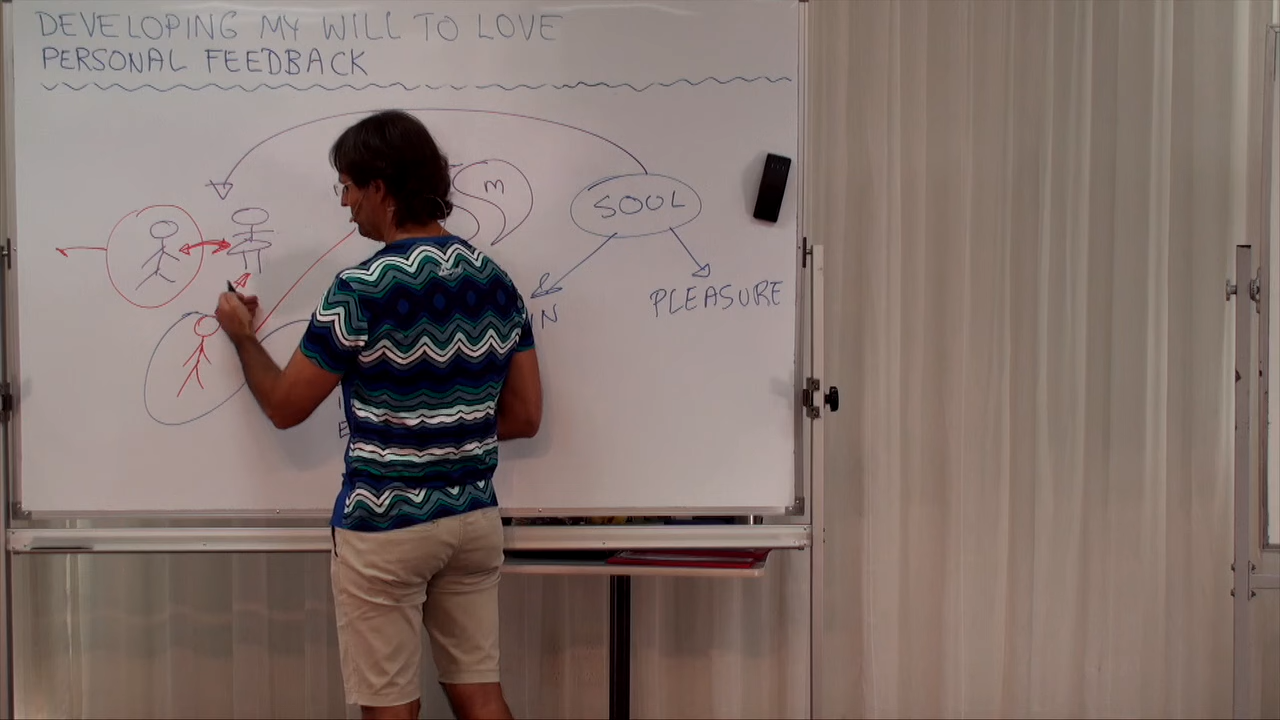 DEVELOPING MY WILL TO LOVE
PERSONAL FEEDBACK
m
SOUL
PLEASURE